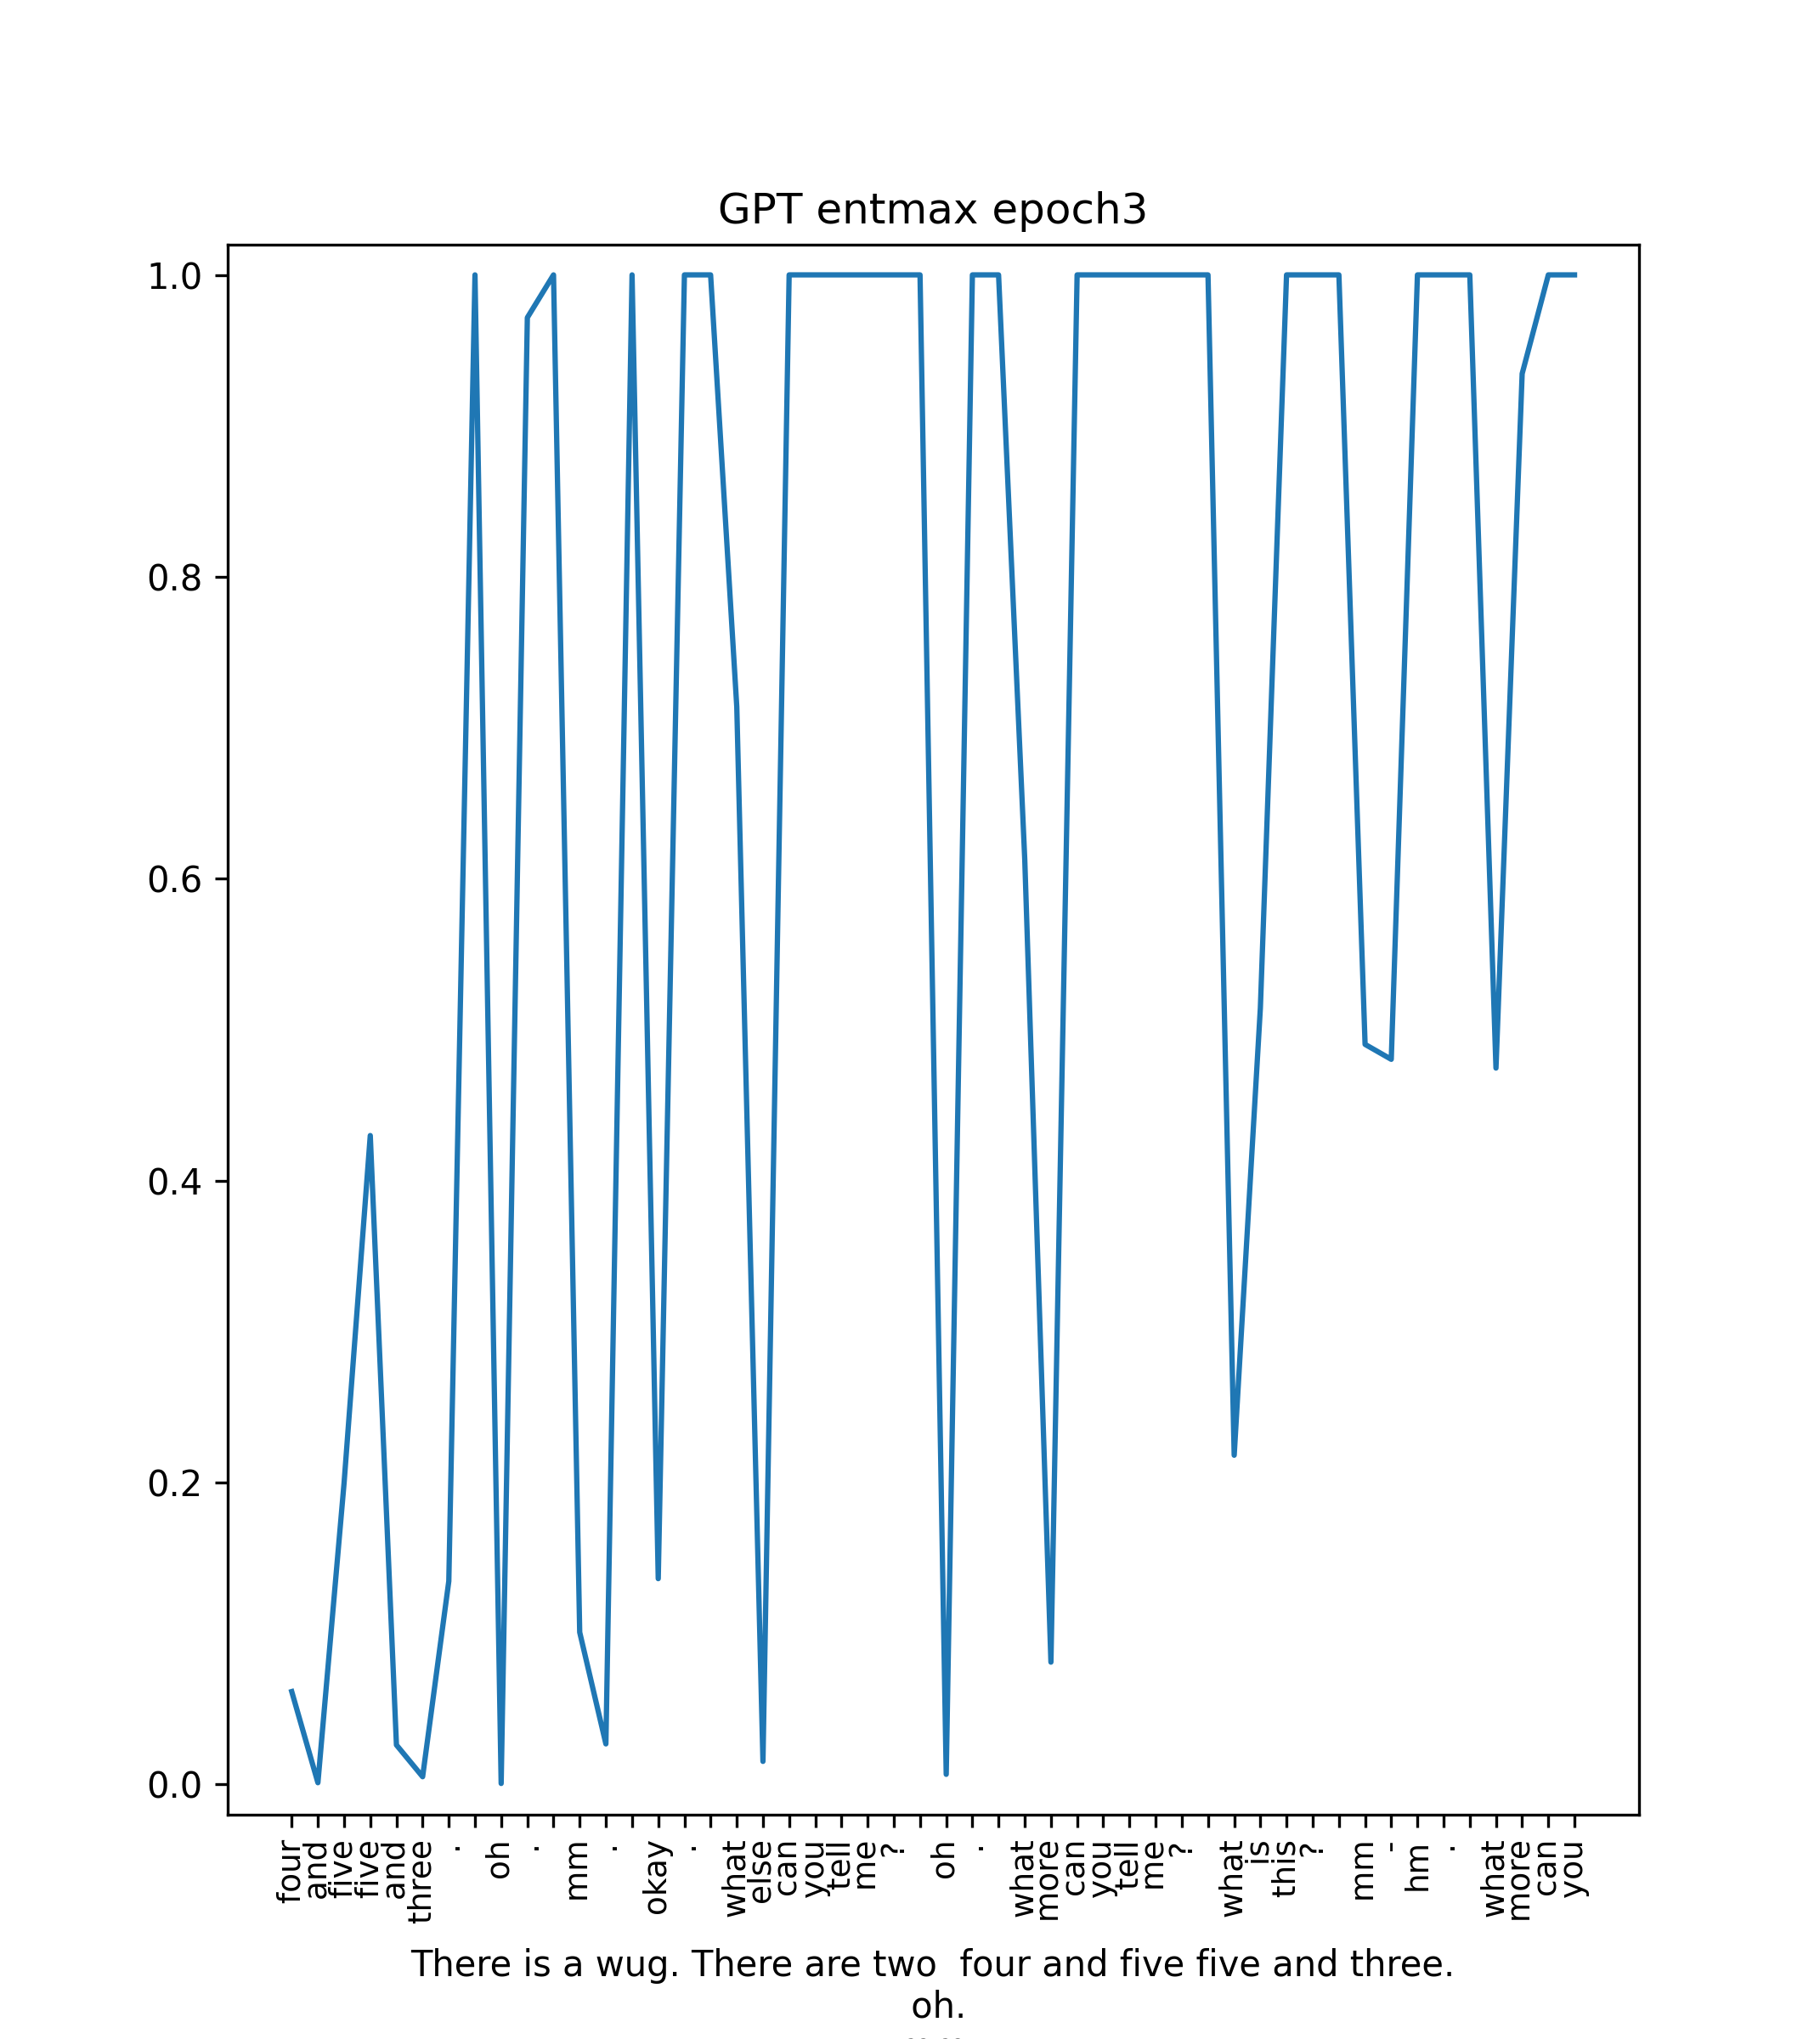 GPT entmax epoch3
1.0
0.8
0.6
0.4
0.2
0.0
four
and
five
five
and
three
.
oh
.
mm
.
okay
.
what
else
can
you
tell
me
?
oh
.
what
more
can
you
tell
me
?
what
is
this
?
mm
-
hm
.
what
more
can
you
There is a wug. There are two  four and five five and three.
oh.